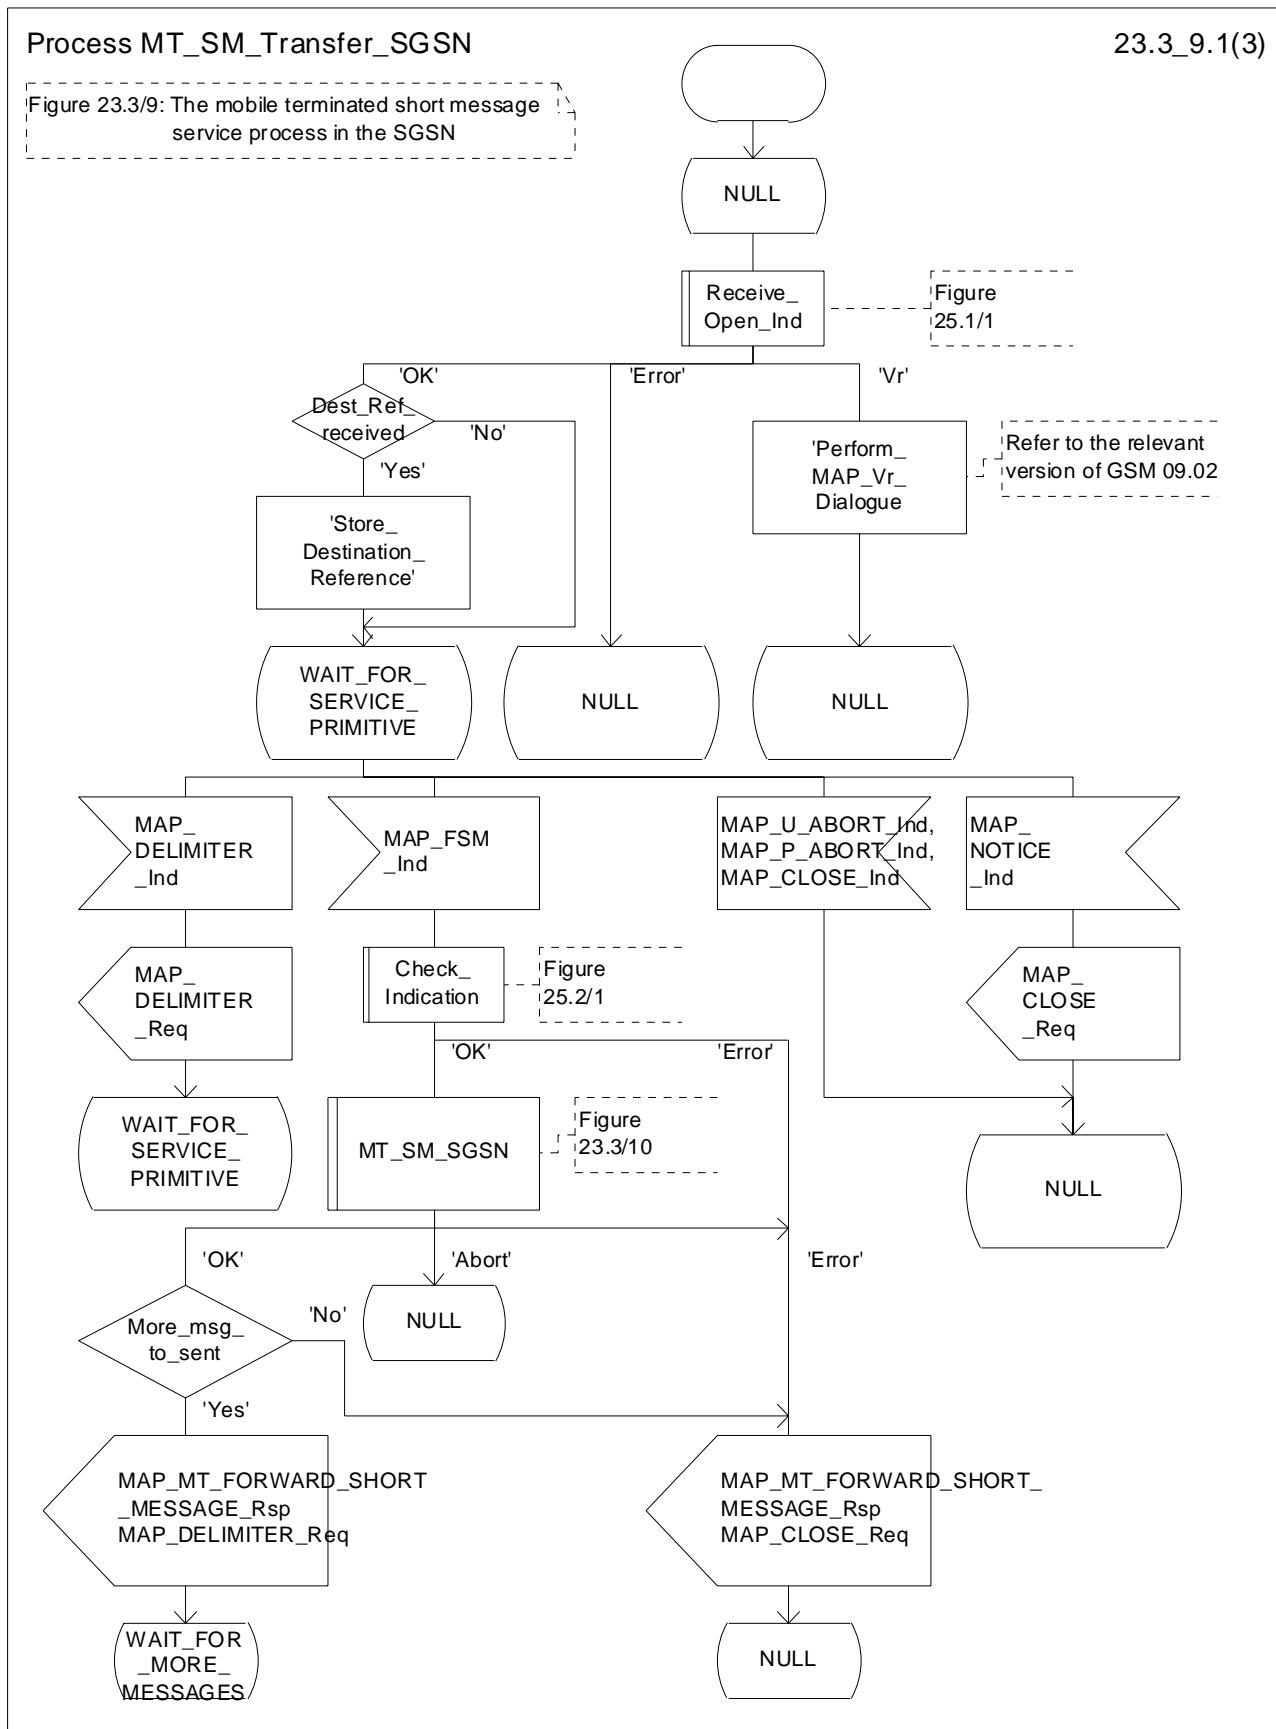 Process MT_SM_Transfer_SGSN
23.3_9.1(3)
Figure 23.3/9: The mobile terminated short message
service process in the SGSN
NULL
Receive_
Open_Ind
Figure
25.1/1
'OK'
'Error'
'Vr'
Dest_Ref_
received
'No'
'Yes'
'Perform_
MAP_Vr_
Dialogue
Refer to the relevant
version of GSM 09.02
'Store_
Destination_
Reference'
WAIT_FOR_
SERVICE_
PRIMITIVE
NULL
NULL
MAP_
DELIMITER
_Ind
MAP_FSM
_Ind
MAP_U_ABORT_Ind,
MAP_P_ABORT_Ind,
MAP_CLOSE_Ind
MAP_
NOTICE
_Ind
MAP_
DELIMITER
_Req
Check_
Indication
Figure
25.2/1
MAP_
CLOSE
_Req
'OK'
'Error'
WAIT_FOR_
SERVICE_
PRIMITIVE
MT_SM_SGSN
Figure
23.3/10
NULL
'OK'
'Abort'
'Error'
More_msg_
to_sent
'No'
NULL
'Yes'
MAP_MT_FORWARD_SHORT
_MESSAGE_Rsp
MAP_DELIMITER_Req
MAP_MT_FORWARD_SHORT_
MESSAGE_Rsp
MAP_CLOSE_Req
WAIT_FOR
_MORE_
MESSAGES
NULL